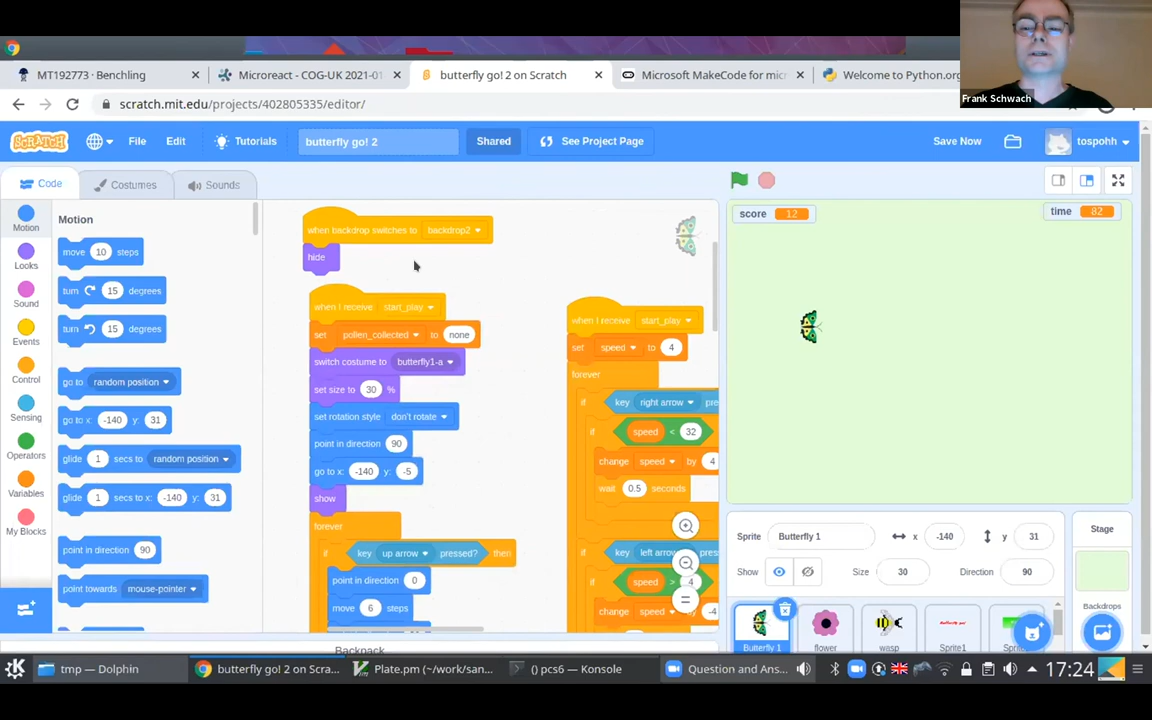 Frank Schwach
MT192773 · Benchling
Microreact - COG-UK 2021-01
butterfly go! 2 on Scratch
Microsoft MakeCode for mic
Welcome to Python.org
scratch.mit.edu/projects/402805335/editor/
SCRATCH
File
Edit
Tutorials
butterfly go! 2
Shared
See Project Page
Save Now
tospohh
Code
Costumes
Sounds
Motion
Looks
Sound
Events
Control
Sensing
Operators
Variables
My Blocks
Motion
move 10 steps
turn 15 degrees
turn 15 degrees
go to random position
go to x: -140 y: 31
glide 1 secs to random position
glide 1 secs to x: -140 y: 31
point in direction 90
point towards mouse-pointer
when backdrop switches to backdrop2
hide
when I receive start_play
set pollen_collected to none
switch costume to butterfly1-a
set size to 30 %
set rotation style don't rotate
point in direction 90
go to x: -140 y: -5
show
forever
if key up arrow pressed? then
point in direction 0
move 6 steps
when I receive start_play
set speed to 4
forever
if key right arrow pre
if speed < 32
change speed by 4
wait 0.5 seconds
if key left arrow press
if speed > 4
change speed by -4
score 12
time 82
Sprite Butterfly 1 x -140 y 31
Show Size 30 Direction 90
Butterfly 1
flower
wasp
Sprite1
Stage
Backdrops
Backpack
tmp — Dolphin
butterfly go! 2 on Scra...
Plate.pm (~/work/san...
() pcs6 — Konsole
Question and Ans...
17:24